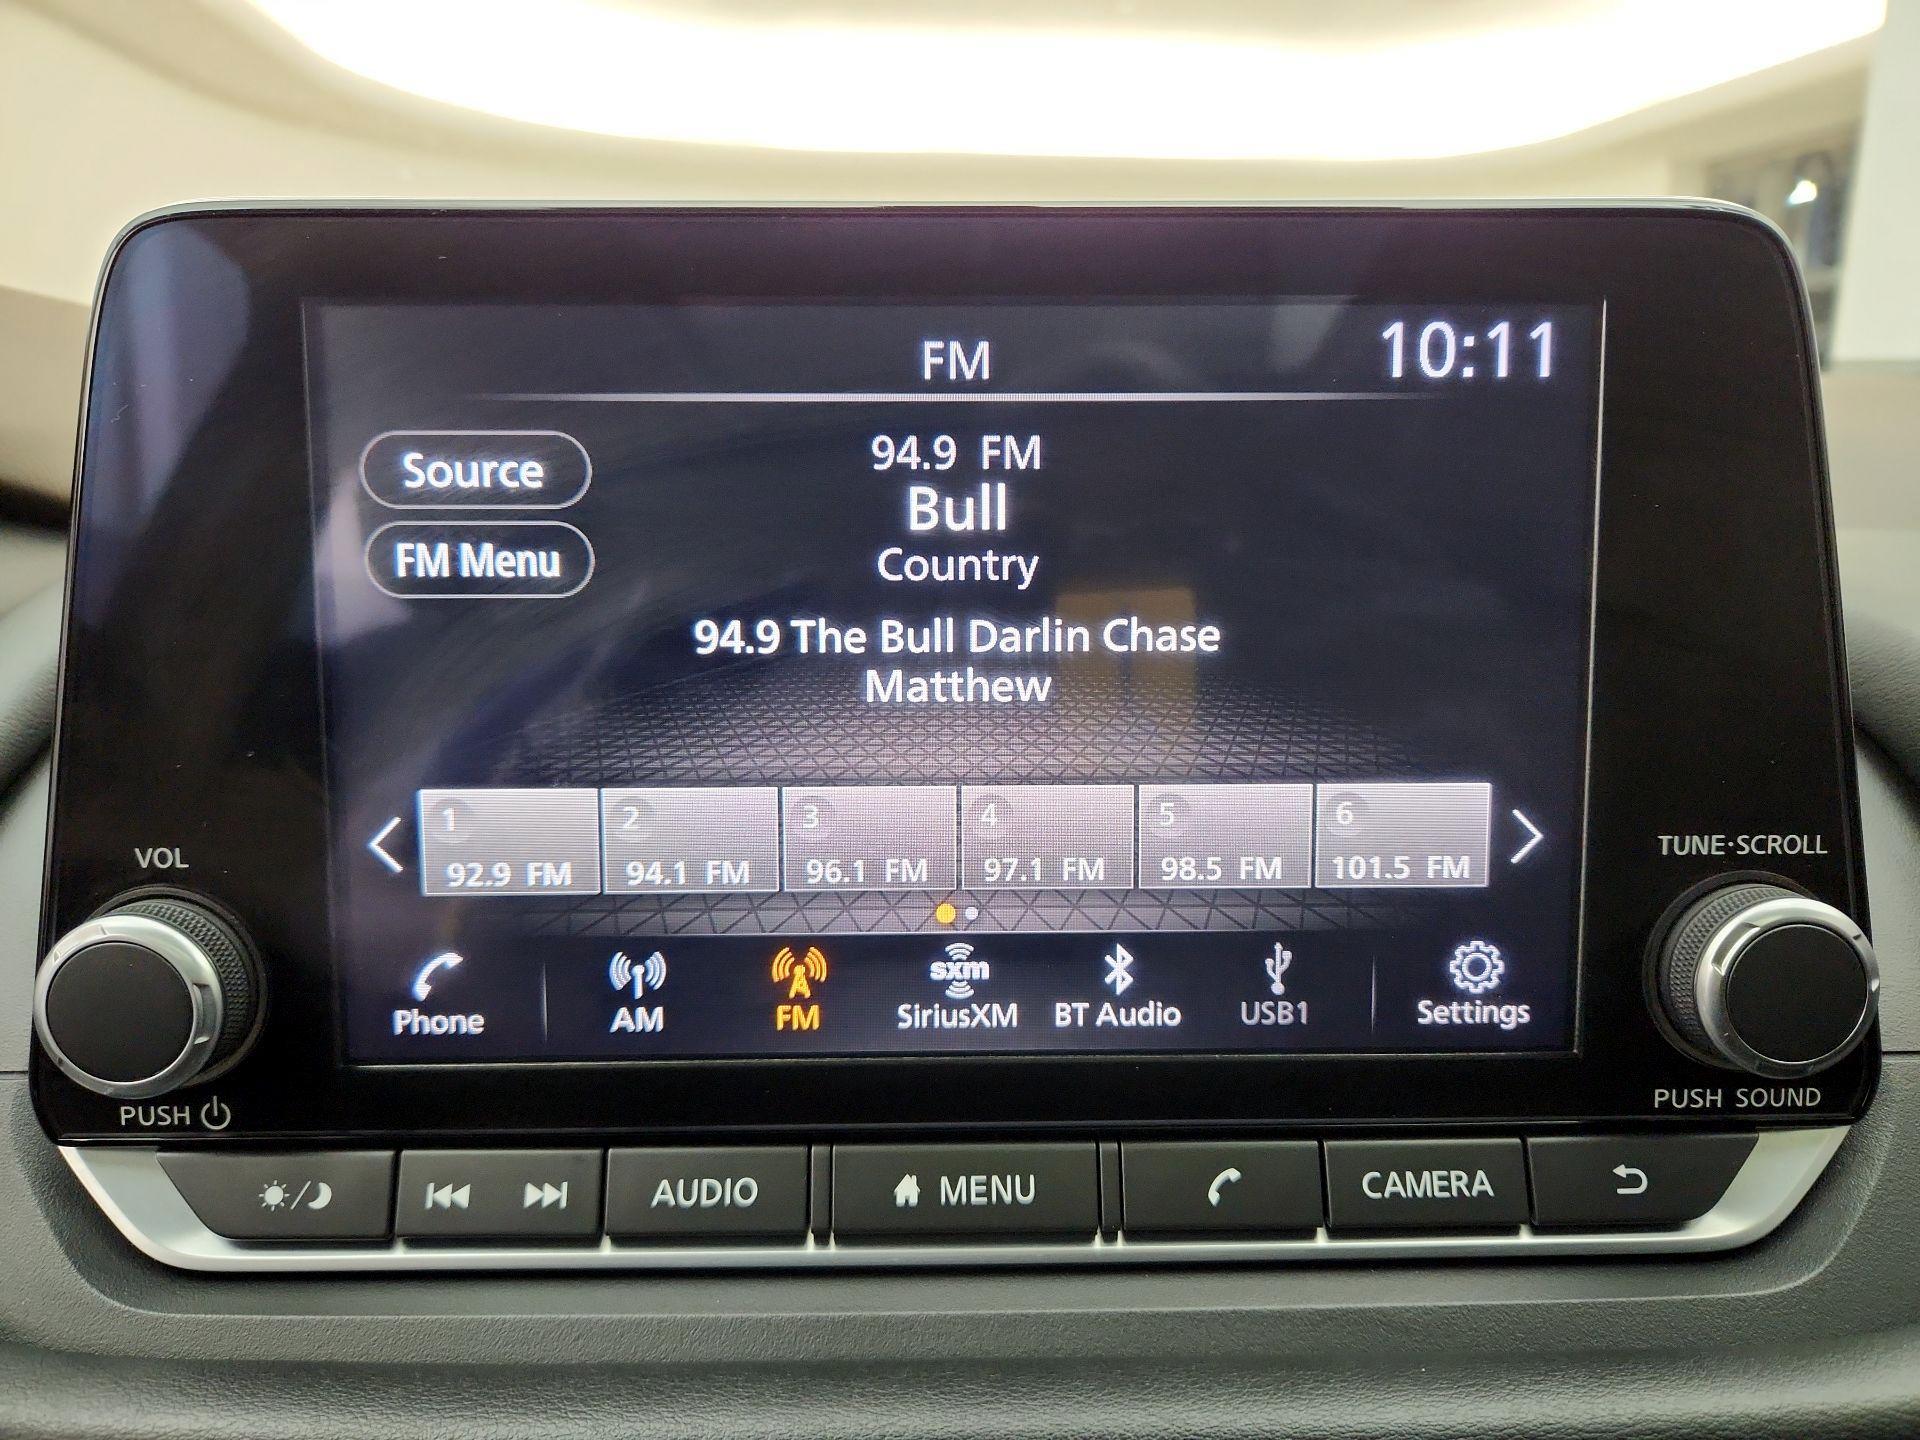 FM
10:11
Source
FM Menu
94.9 FM
Bull
Country
94.9 The Bull Darlin Chase
Matthew
1
92.9 FM
2
94.1 FM
3
96.1 FM
4
97.1 FM
5
98.5 FM
6
101.5 FM
VOL
PUSH
TUNE·SCROLL
PUSH SOUND
Phone
AM
FM
sxm
SiriusXM
BT Audio
USB1
Settings
AUDIO
MENU
CAMERA